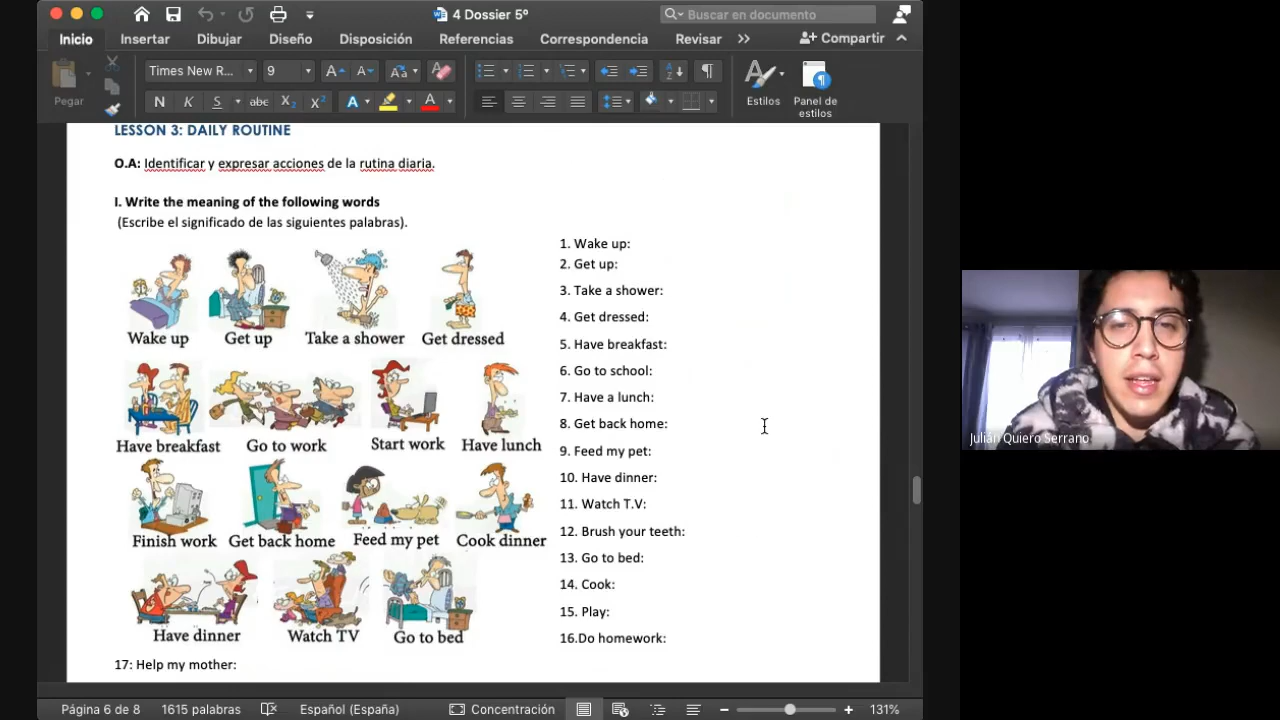 4 Dossier 5º
Buscar en documento
Inicio Insertar Dibujar Diseño Disposición Referencias Correspondencia Revisar Compartir
Pegar
Times New R... 9
N K S abc X₂ X²
Estilos
Panel de estilos
LESSON 3: DAILY ROUTINE
O.A: Identificar y expresar acciones de la rutina diaria.
I. Write the meaning of the following words
(Escribe el significado de las siguientes palabras).
Wake up Get up Take a shower Get dressed
Have breakfast Go to work Start work Have lunch
Finish work Get back home Feed my pet Cook dinner
Have dinner Watch TV Go to bed
1. Wake up:
2. Get up:
3. Take a shower:
4. Get dressed:
5. Have breakfast:
6. Go to school:
7. Have a lunch:
8. Get back home:
9. Feed my pet:
10. Have dinner:
11. Watch T.V:
12. Brush your teeth:
13. Go to bed:
14. Cook:
15. Play:
16.Do homework:
17: Help my mother:
Página 6 de 8 1615 palabras Español (España) Concentración 131%
Julián Quiero Serrano